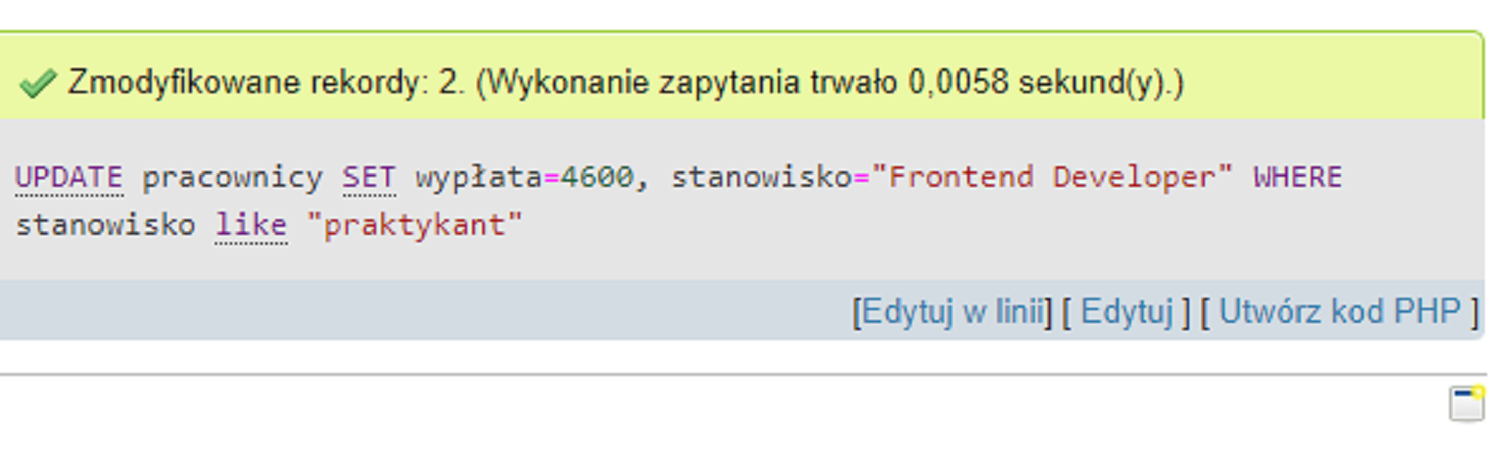 Zmodyfikowane rekordy: 2. (Wykonanie zapytania trwało 0,0058 sekund(y).)
UPDATE pracownicy SET wypłata=4600, stanowisko="Frontend Developer" WHERE
stanowisko like "praktykant"
[Edytuj w linii] [ Edytuj ] [ Utwórz kod PHP ]